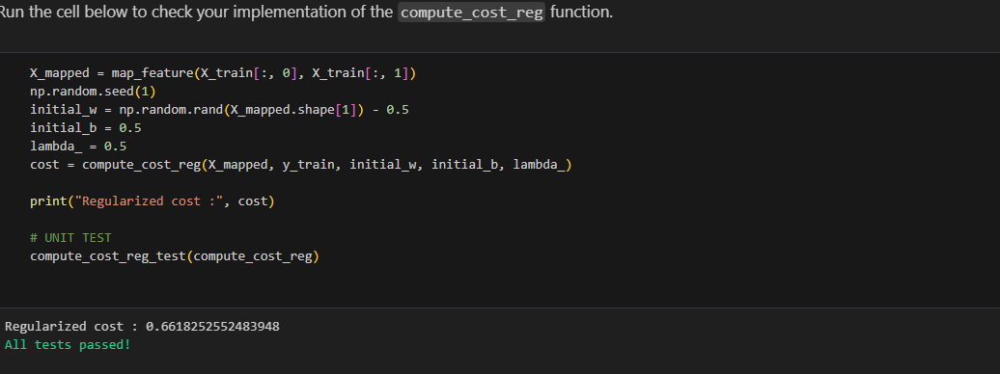 Run the cell below to check your implementation of the compute_cost_reg function.
X_mapped = map_feature(X_train[:, 0], X_train[:, 1])
np.random.seed(1)
initial_w = np.random.rand(X_mapped.shape[1]) - 0.5
initial_b = 0.5
lambda_ = 0.5
cost = compute_cost_reg(X_mapped, y_train, initial_w, initial_b, lambda_)
print("Regularized cost :", cost)
# UNIT TEST
compute_cost_reg_test(compute_cost_reg)
Regularized cost : 0.6618252552483948
All tests passed!